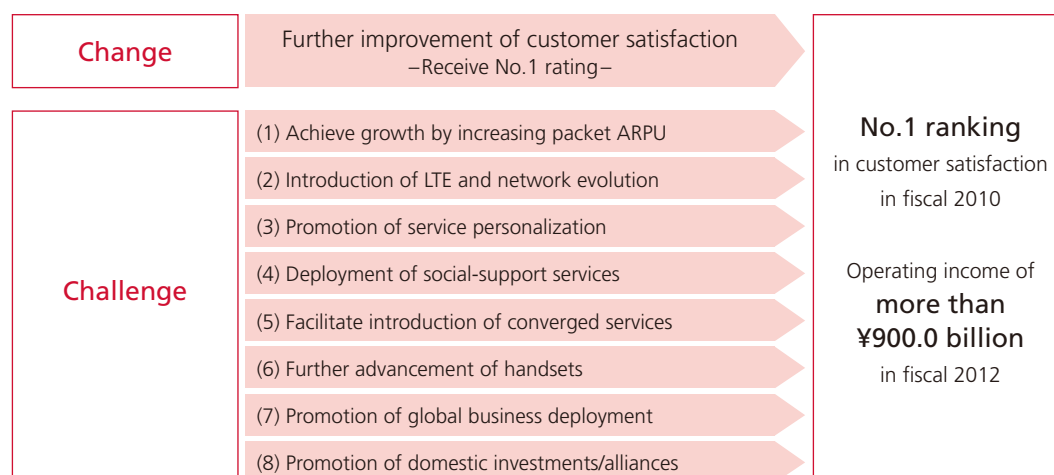 Change
Further improvement of customer satisfaction
–Receive No.1 rating–
Challenge
(1) Achieve growth by increasing packet ARPU
(2) Introduction of LTE and network evolution
(3) Promotion of service personalization
(4) Deployment of social-support services
(5) Facilitate introduction of converged services
(6) Further advancement of handsets
(7) Promotion of global business deployment
(8) Promotion of domestic investments/alliances
No.1 ranking
in customer satisfaction
in fiscal 2010
Operating income of
more than
¥900.0 billion
in fiscal 2012